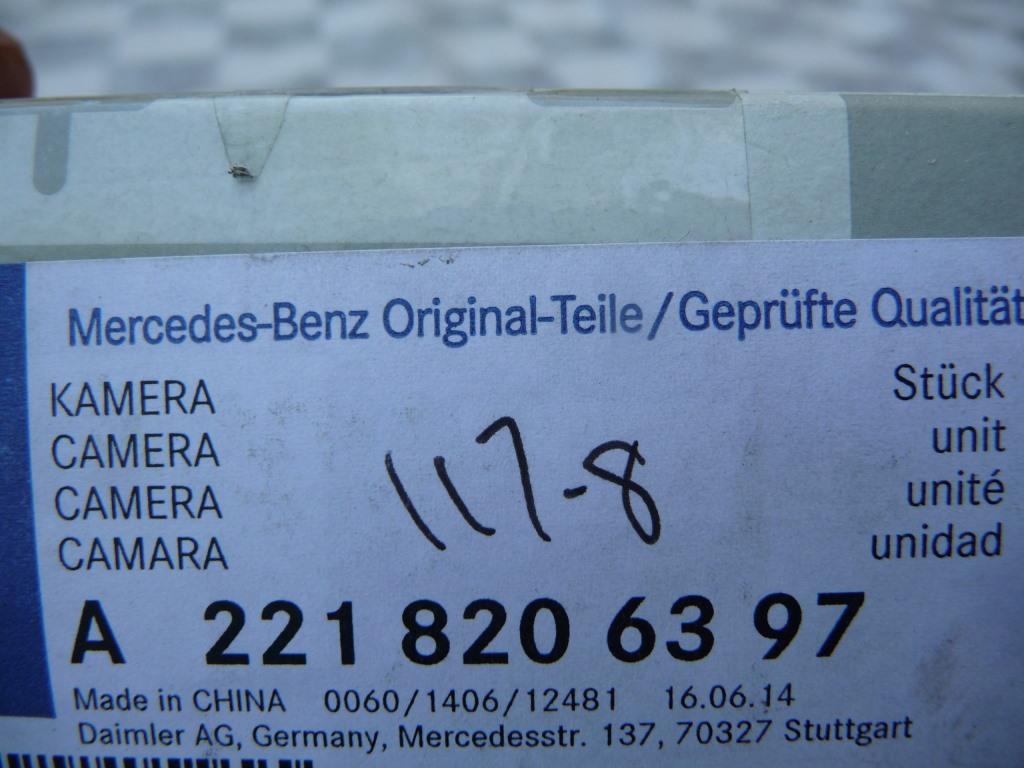 Mercedes-Benz Original-Teile/Geprüfte Qualität
KAMERA Stück
CAMERA unit
CAMERA unité
CAMARA unidad
117-8
A 221 820 63 97
Made in CHINA 0060/1406/12481 16.06.14
Daimler AG, Germany, Mercedesstr. 137, 70327 Stuttgart